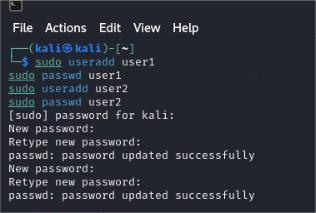 File Actions Edit View Help
┌──(kali㉿kali)-[~]
└─$ sudo useradd user1
sudo passwd user1
sudo useradd user2
sudo passwd user2
[sudo] password for kali:
New password:
Retype new password:
passwd: password updated successfully
New password:
Retype new password:
passwd: password updated successfully